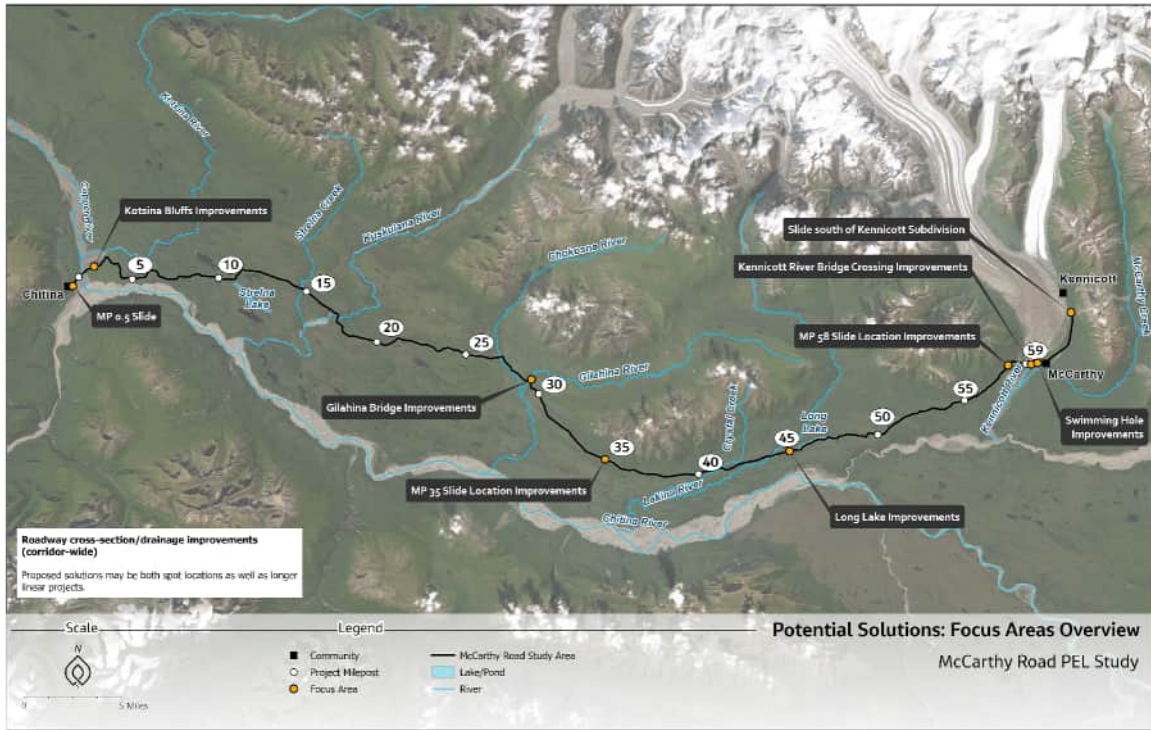 Kotsina River
Copper River
Kotsina Bluffs Improvements
Strelna Creek
Kuskulana River
Chokosna River
Slide south of Kennicott Subdivision
Kennicott River Bridge Crossing Improvements
Kennicott
McCarthy Creek
5
10
15
Chitina
Strelna
Lake
MP 0.5 Slide
20
25
MP 58 Slide Location Improvements
59
McCarthy
Gilahina River
30
Gilahina Bridge Improvements
Crystal Creek
Long
Lake
55
Kennicott River
Swimming Hole
Improvements
50
45
35
40
MP 35 Slide Location Improvements
Lakina River
Chitina River
Long Lake Improvements
Roadway cross-section/drainage improvements
(corridor-wide)
Proposed solutions may be both spot locations as well as longer
linear projects.
Scale
N
0 5 Miles
Legend
Community
Project Milepost
Focus Area
McCarthy Road Study Area
Lake/Pond
River
Potential Solutions: Focus Areas Overview
McCarthy Road PEL Study